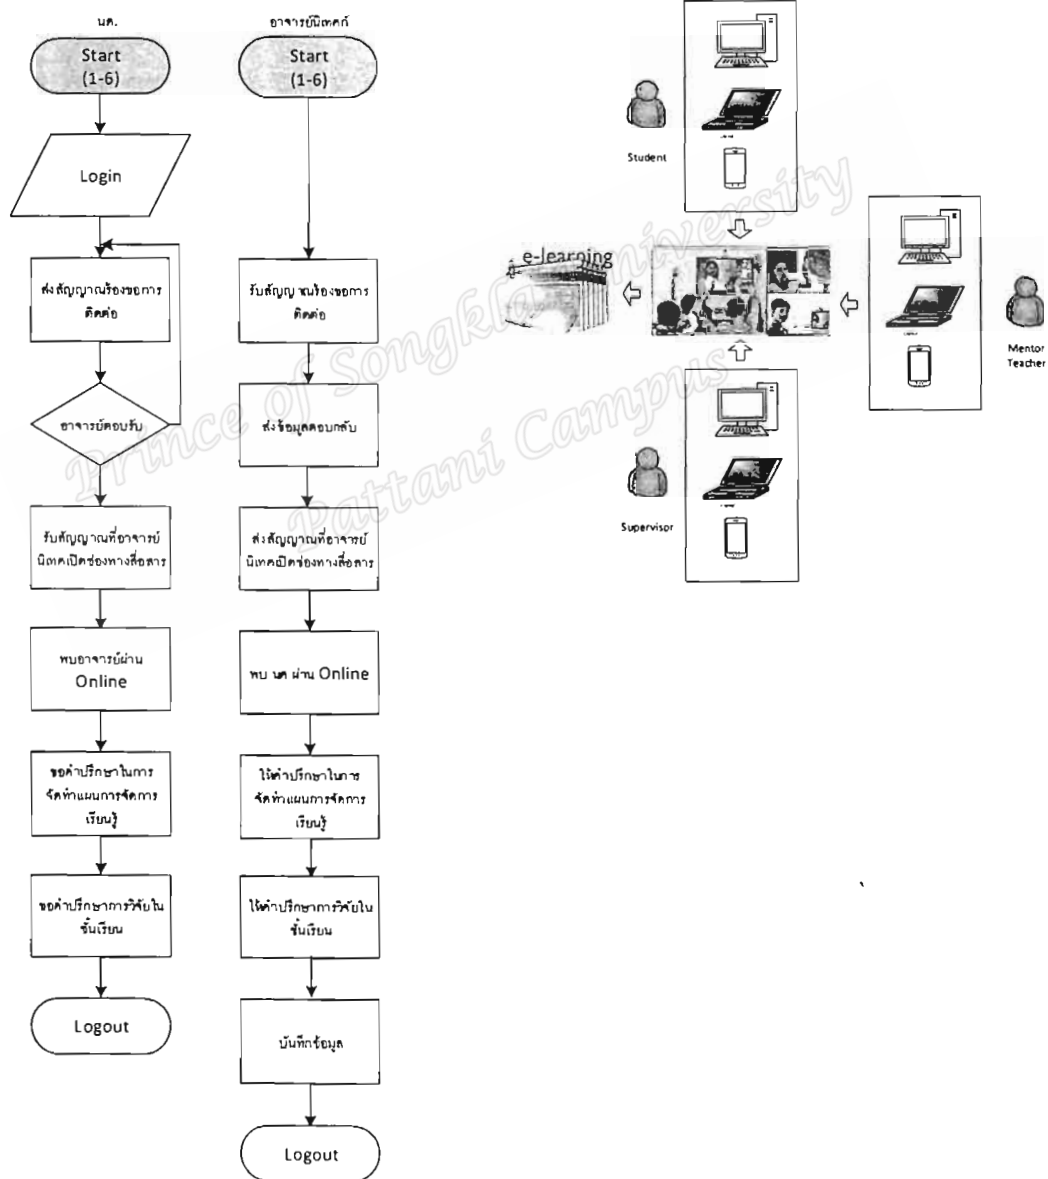 นศ.
Start
(1-6)
Login
ส่งสัญญาณร้องขอการ
ติดต่อ
อาจารย์ตอบรับ
รับสัญญาณที่อาจารย์
นิเทศเปิดช่องทางสื่อสาร
พบอาจารย์ผ่าน
Online
ขอคำปรึกษาในการ
จัดทำแผนการจัดการ
เรียนรู้
ขอคำปรึกษาการวิจัยใน
ชั้นเรียน
Logout
อาจารย์นิเทศก์
Start
(1-6)
รับสัญญาณร้องขอการ
ติดต่อ
ส่งข้อมูลตอบกลับ
ส่งสัญญาณที่อาจารย์
นิเทศเปิดช่องทางสื่อสาร
พบ นศ ผ่าน Online
ให้คำปรึกษาในการ
จัดทำแผนการจัดการ
เรียนรู้
ให้คำปรึกษาการวิจัยใน
ชั้นเรียน
บันทึกข้อมูล
Logout
Student
e-learning
Mentor
Teacher
Supervisor
Prince of Songkla University
Pattani Campus